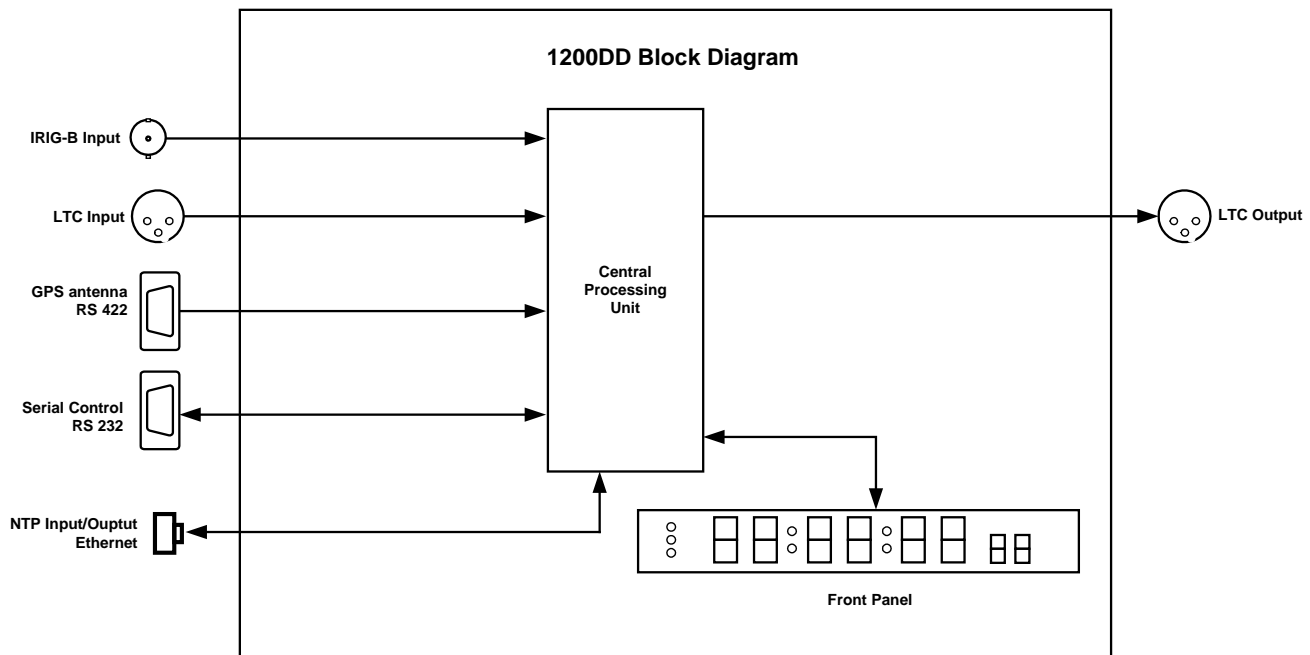 1200DD Block Diagram
IRIG-B Input
LTC Input
GPS antenna
RS 422
Serial Control
RS 232
NTP Input/Ouptut
Ethernet
Central
Processing
Unit
LTC Output
Front Panel